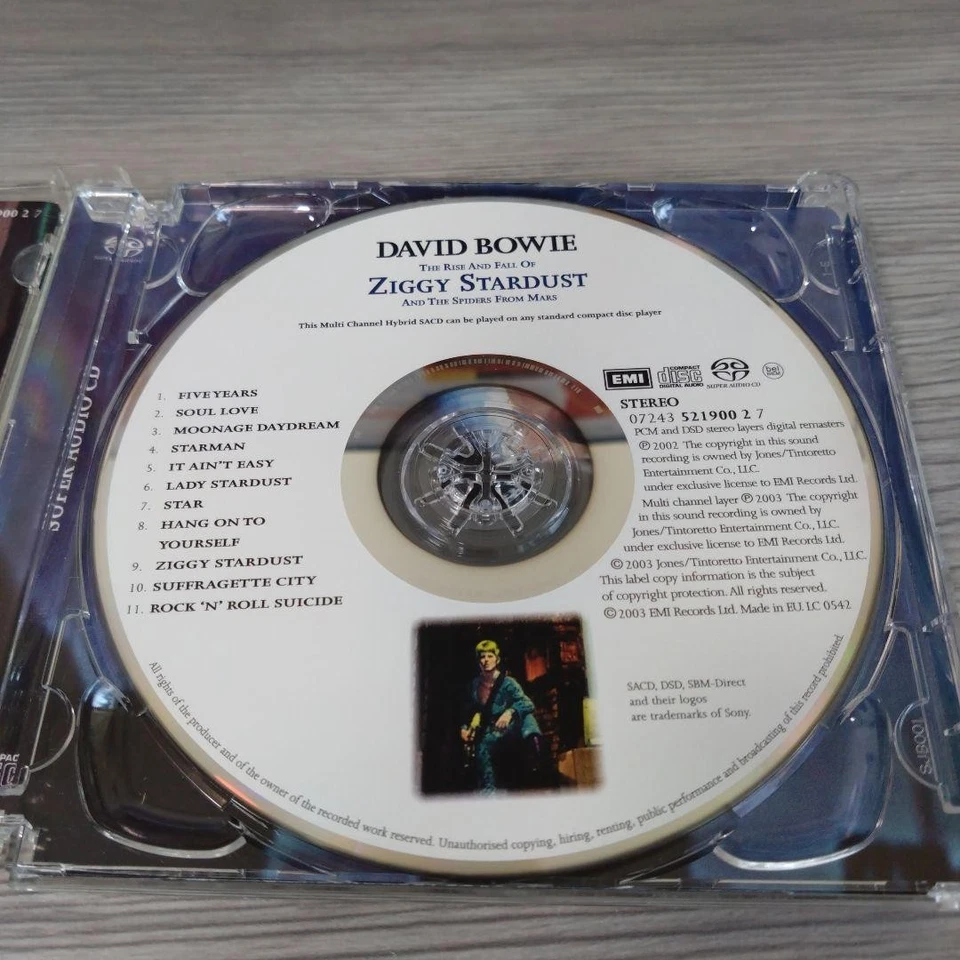 DAVID BOWIE
THE RISE AND FALL OF
ZIGGY STARDUST
AND THE SPIDERS FROM MARS
This Multi Channel Hybrid SACD can be played on any standard compact disc player
1. FIVE YEARS
2. SOUL LOVE
3. MOONAGE DAYDREAM
4. STARMAN
5. IT AIN'T EASY
6. LADY STARDUST
7. STAR
8. HANG ON TO
YOURSELF
9. ZIGGY STARDUST
10. SUFFRAGETTE CITY
11. ROCK 'N' ROLL SUICIDE
EMI
COMPACT
disc
DIGITAL AUDIO
SUPER AUDIO CD
STEREO
07243 521900 2 7
PCM and DSD stereo layers digital remasters
℗ 2002 The copyright in this sound
recording is owned by Jones/Tintoretto
Entertainment Co., LLC.
under exclusive license to EMI Records Ltd.
Multi channel layer ℗ 2003 The copyright
in this sound recording is owned by
Jones/Tintoretto Entertainment Co., LLC.
under exclusive license to EMI Records Ltd.
© 2003 Jones/Tintoretto Entertainment Co., LLC.
This label copy information is the subject
of copyright protection. All rights reserved.
© 2003 EMI Records Ltd. Made in EU. LC 0542
SACD, DSD, SBM-Direct
and their logos
are trademarks of Sony.
All rights of the producer and of the owner of the recorded work reserved. Unauthorised copying, hiring, renting, public performance and broadcasting of this record prohibited.
SUPER AUDIO CD
900 2 7
SJS001